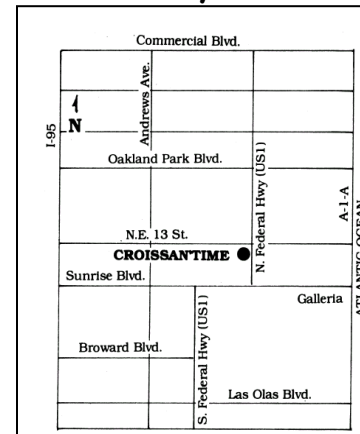 Commercial Blvd.
Andrews Ave.
I-95
N
Oakland Park Blvd.
N. Federal Hwy (US1)
A-1-A
ATLANTIC OCEAN
N.E. 13 St.
CROISSAN'TIME
Sunrise Blvd.
Galleria
S. Federal Hwy (US1)
Broward Blvd.
Las Olas Blvd.